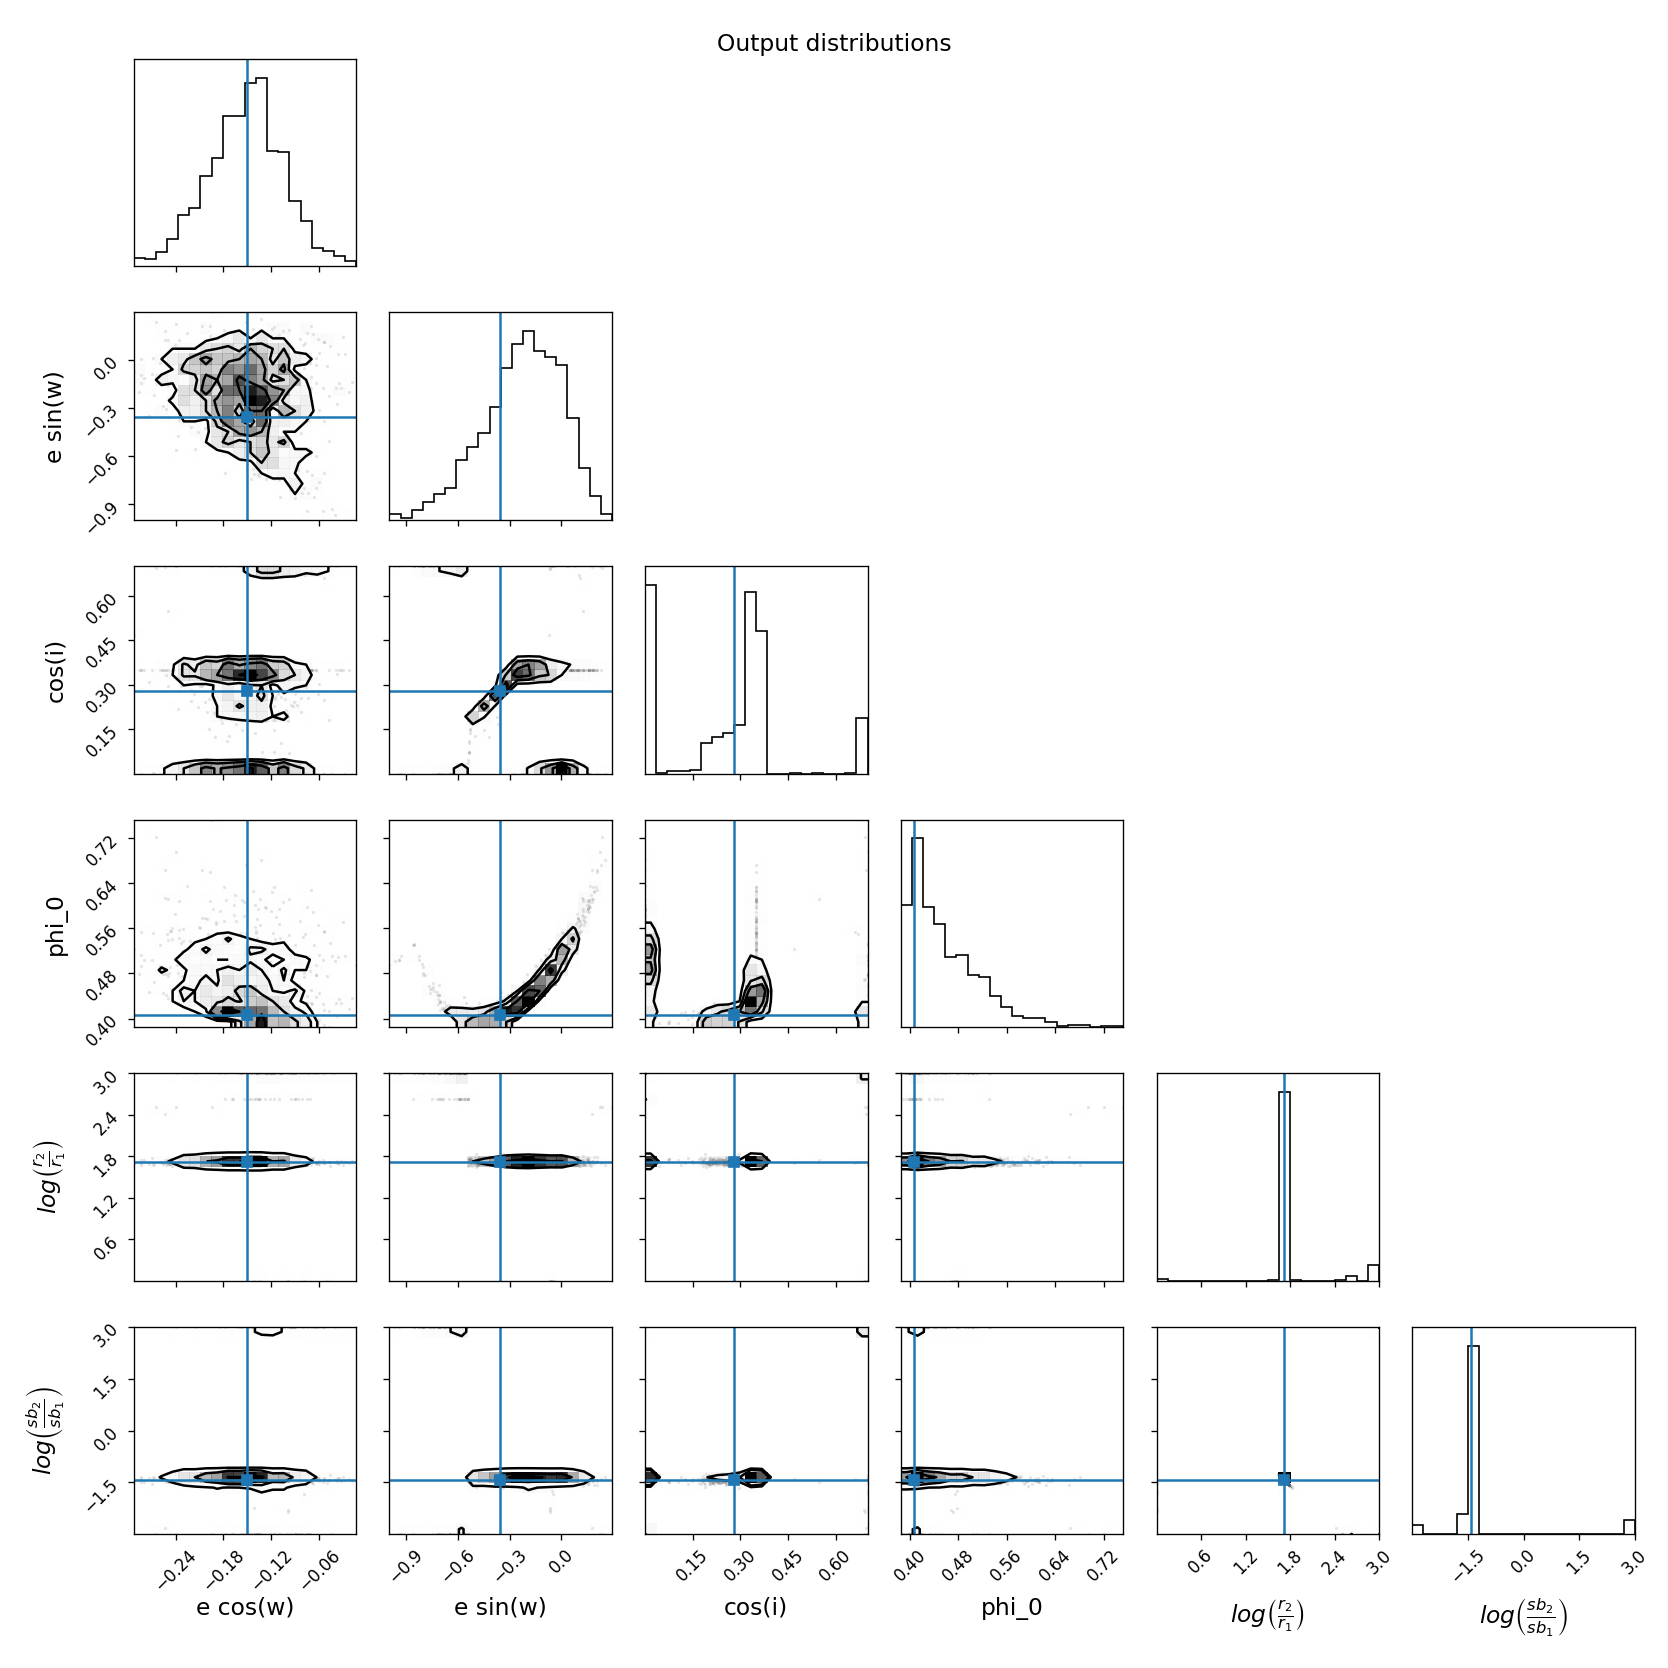 Output distributions
e sin(w)
0.0
−0.3
−0.6
−0.9
cos(i)
0.60
0.45
0.30
0.15
phi_0
0.72
0.64
0.56
0.48
0.40
log(r2/r1)
3.0
2.4
1.8
1.2
0.6
log(sb2/sb1)
3.0
1.5
0.0
−1.5
−0.24 −0.18 −0.12 −0.06
−0.9 −0.6 −0.3 0.0
0.15 0.30 0.45 0.60
0.40 0.48 0.56 0.64 0.72
0.6 1.2 1.8 2.4 3.0
−1.5 0.0 1.5 3.0
e cos(w)
e sin(w)
cos(i)
phi_0
log(r2/r1)
log(sb2/sb1)